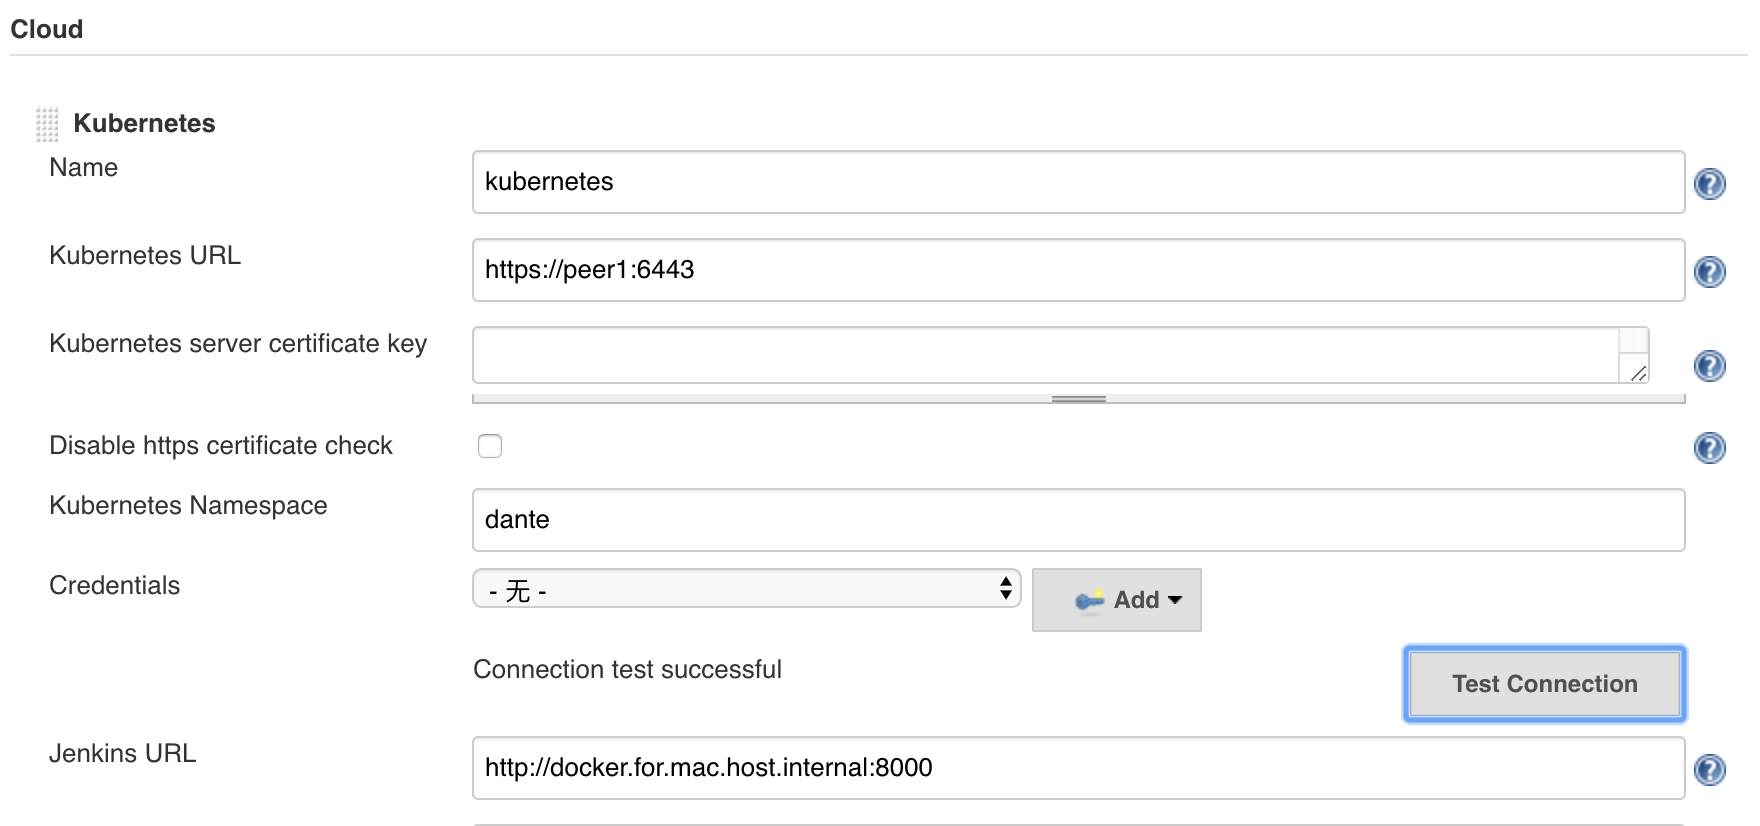 Cloud
Kubernetes
Name
kubernetes
Kubernetes URL
https://peer1:6443
Kubernetes server certificate key
Disable https certificate check
Kubernetes Namespace
dante
Credentials
- 无 -
Add
Connection test successful
Test Connection
Jenkins URL
http://docker.for.mac.host.internal:8000